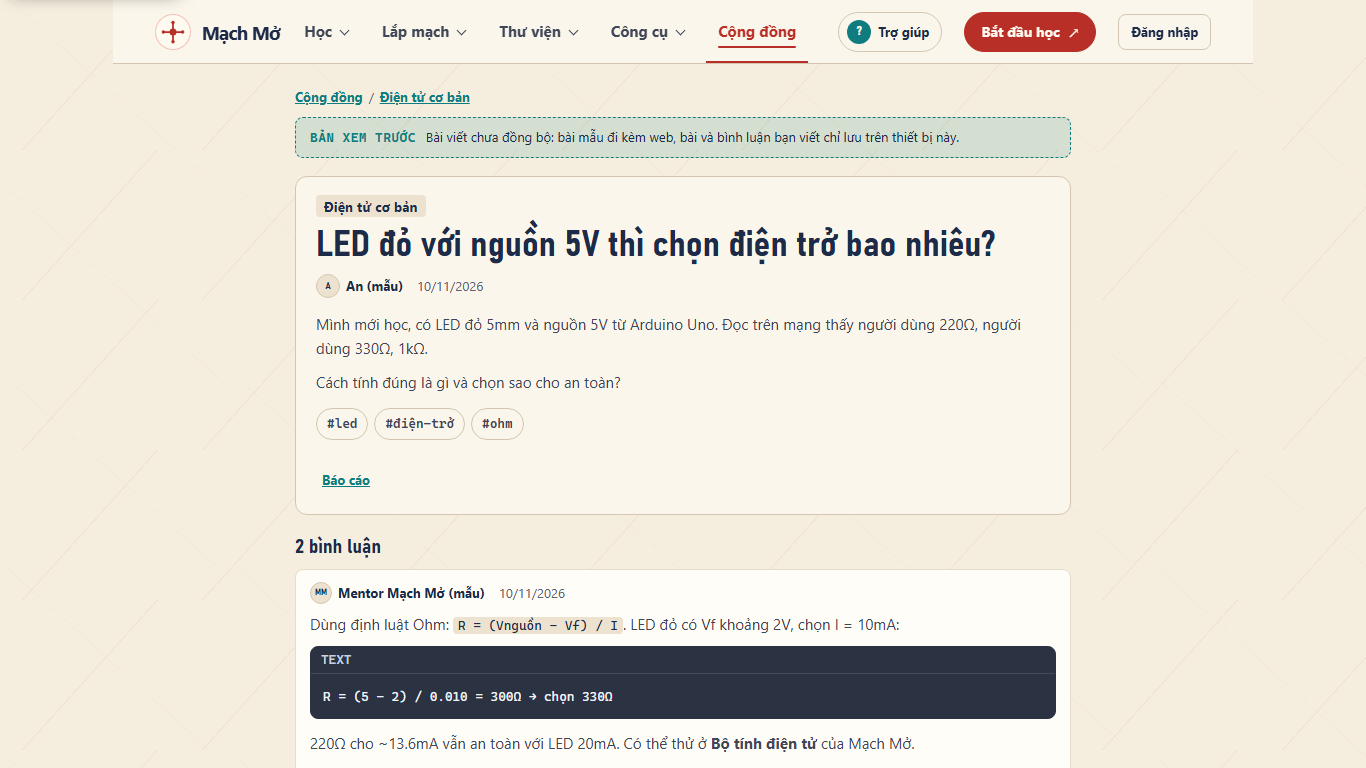 Mạch Mở
Học
Lắp mạch
Thư viện
Công cụ
Cộng đồng
? Trợ giúp
Bắt đầu học ↗
Đăng nhập
Cộng đồng / Điện tử cơ bản
BẢN XEM TRƯỚC Bài viết chưa đồng bộ: bài mẫu đi kèm web, bài và bình luận bạn viết chỉ lưu trên thiết bị này.
Điện tử cơ bản
LED đỏ với nguồn 5V thì chọn điện trở bao nhiêu?
A An (mẫu) 10/11/2026
Mình mới học, có LED đỏ 5mm và nguồn 5V từ Arduino Uno. Đọc trên mạng thấy người dùng 220Ω, người
dùng 330Ω, 1kΩ.
Cách tính đúng là gì và chọn sao cho an toàn?
#led #điện-trở #ohm
Báo cáo
2 bình luận
MM Mentor Mạch Mở (mẫu) 10/11/2026
Dùng định luật Ohm: R = (Vnguồn - Vf) / I. LED đỏ có Vf khoảng 2V, chọn I = 10mA:
TEXT
R = (5 - 2) / 0.010 = 300Ω → chọn 330Ω
220Ω cho ~13.6mA vẫn an toàn với LED 20mA. Có thể thử ở Bộ tính điện tử của Mạch Mở.